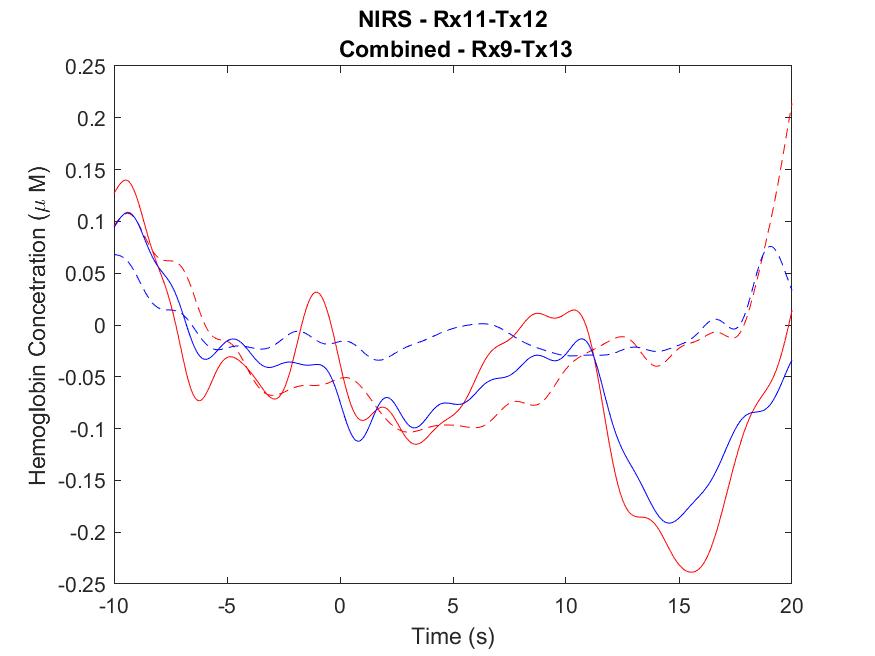 NIRS - Rx11-Tx12
Combined - Rx9-Tx13
Hemoglobin Concetration (μ M)
0.25
0.2
0.15
0.1
0.05
0
-0.05
-0.1
-0.15
-0.2
-0.25
-10 -5 0 5 10 15 20
Time (s)